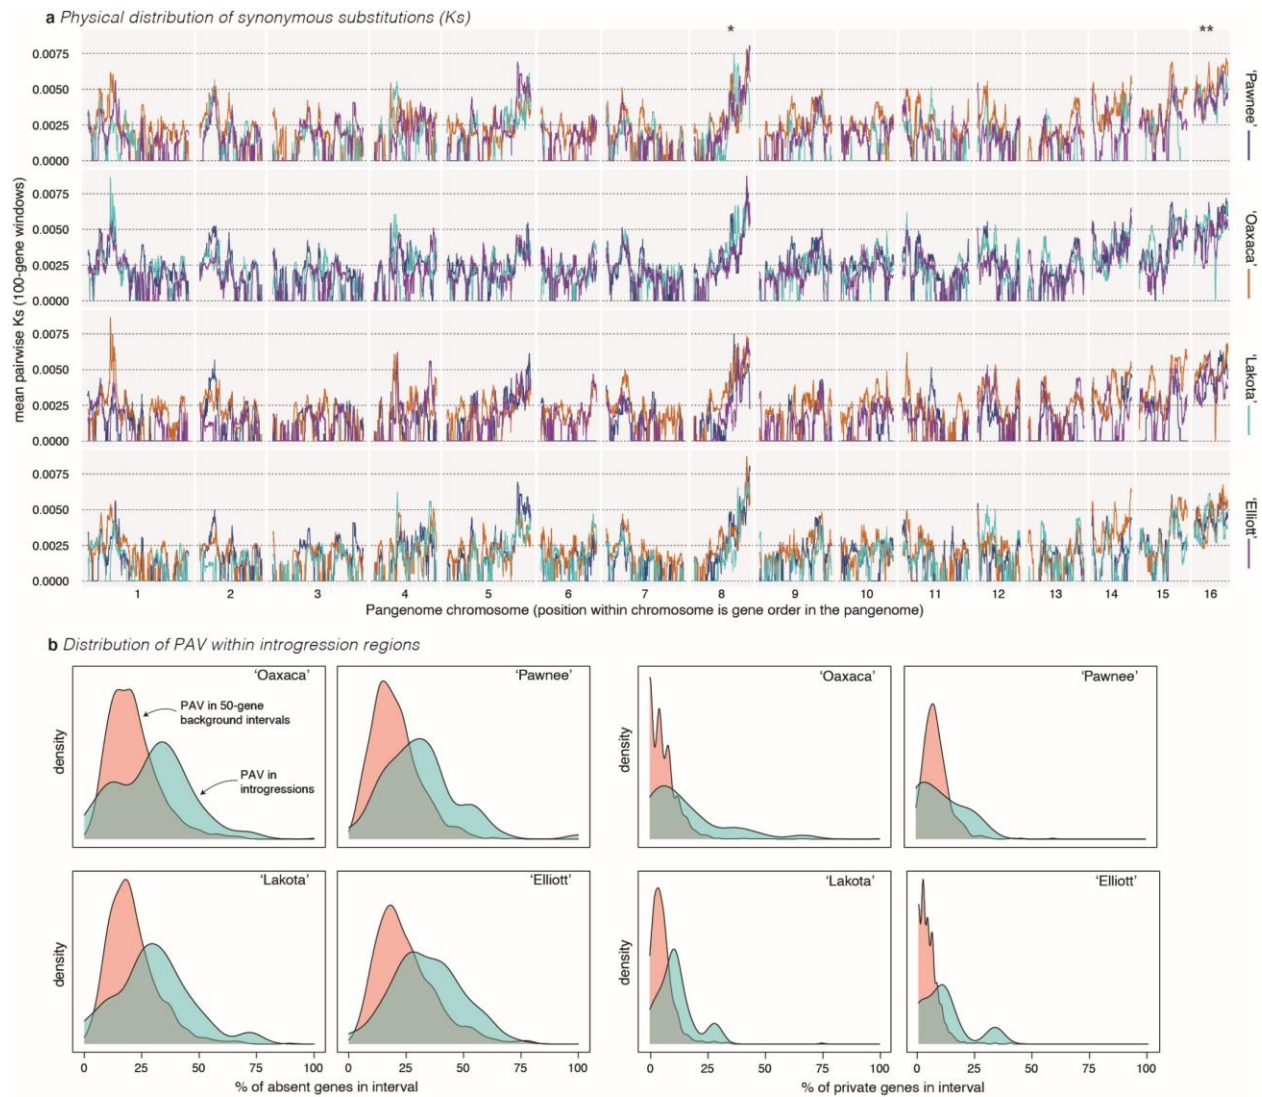 a Physical distribution of synonymous substitutions (Ks)
* **
mean pairwise Ks (100-gene windows)
0.0075
0.0050
0.0025
0.0000
'Pawnee'
0.0075
0.0050
0.0025
0.0000
'Oaxaca'
0.0075
0.0050
0.0025
0.0000
'Lakota'
0.0075
0.0050
0.0025
0.0000
'Elliott'
1 2 3 4 5 6 7 8 9 10 11 12 13 14 15 16
Pangenome chromosome (position within chromosome is gene order in the pangenome)
b Distribution of PAV within introgression regions
density
'Oaxaca'
PAV in 50-gene
background intervals
PAV in
introgressions
'Pawnee'
density
'Oaxaca'
'Pawnee'
density
'Lakota'
'Elliott'
density
'Lakota'
'Elliott'
0 25 50 75 100
0 25 50 75 100
0 25 50 75 100
0 25 50 75 100
% of absent genes in interval
% of private genes in interval